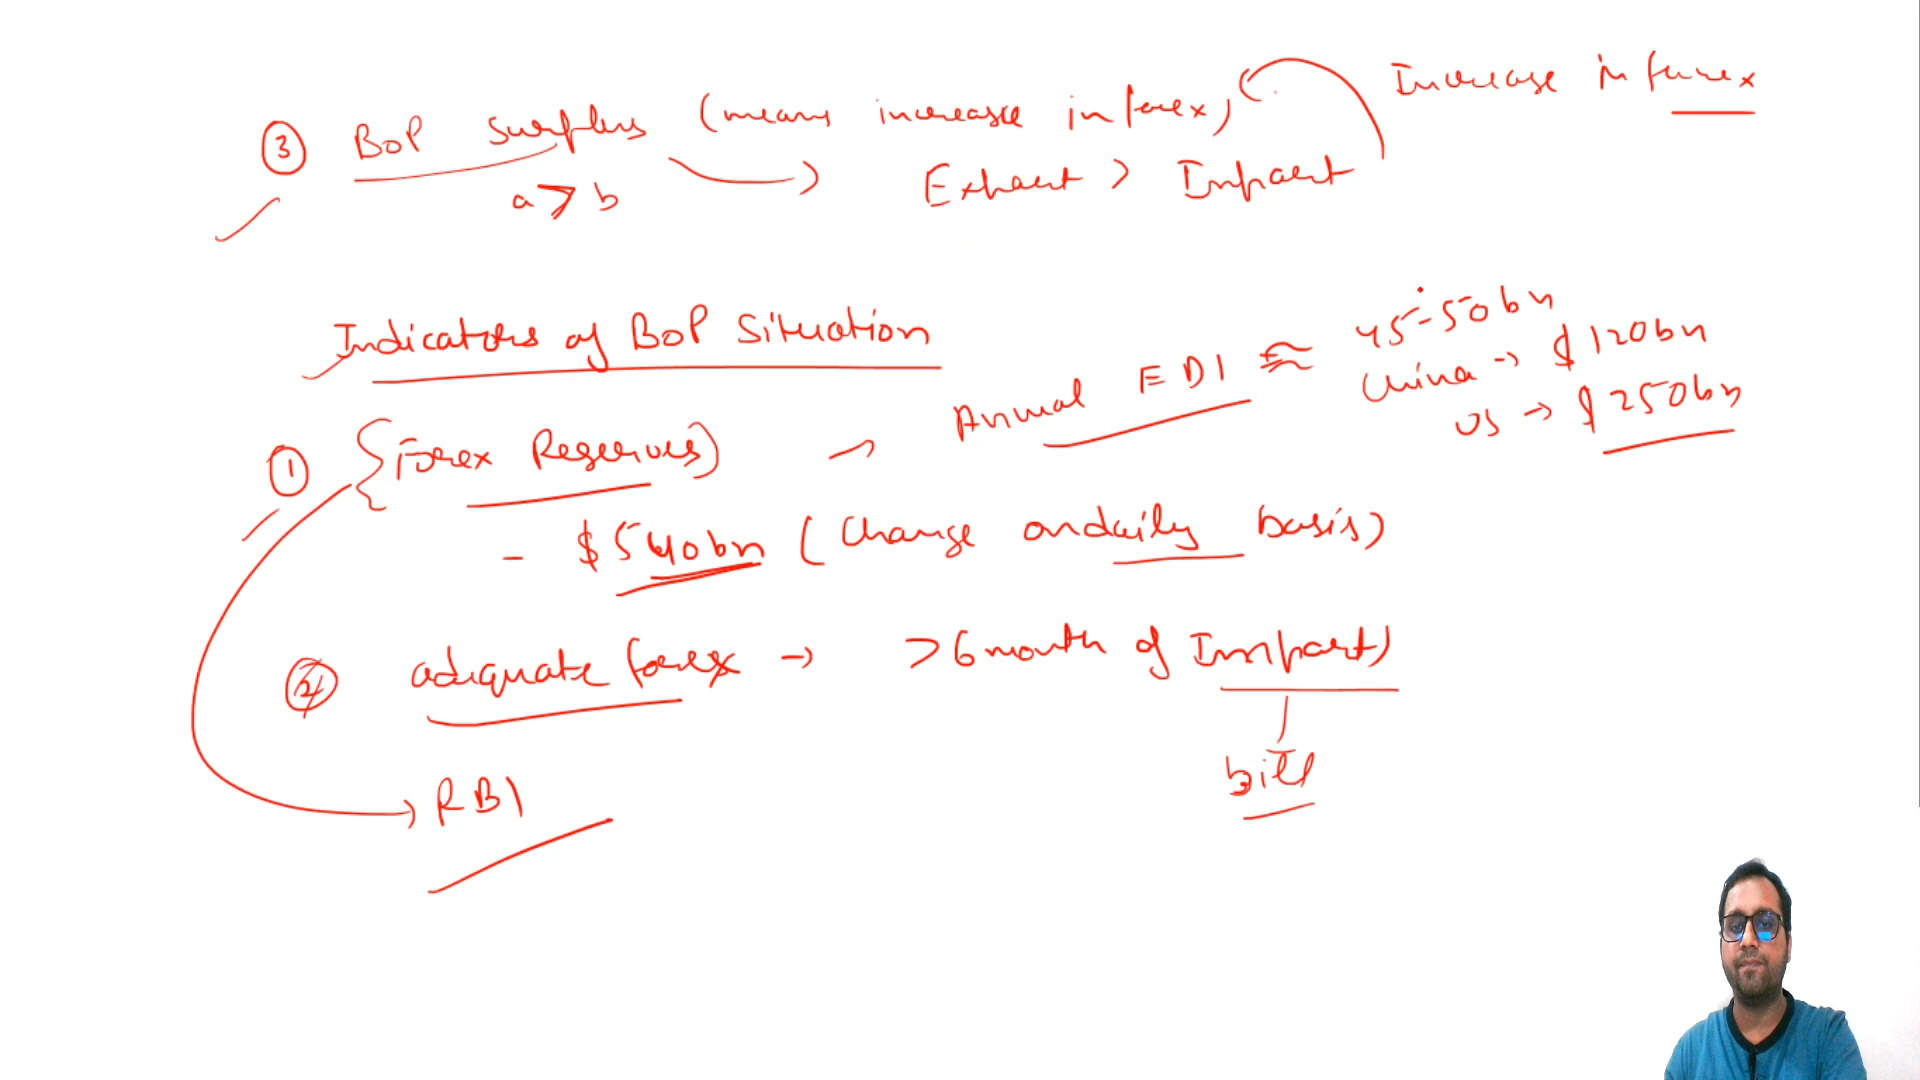 ③ BoP Surplus (means increase in forex)
Increase in forex
a > b
Export > Import
Indicators of BoP Situation
① {Forex Reserves)
Annual FDI ≈ 45-50bn
China → $120bn
US → $250bn
- $540bn (Change on daily basis)
② adequate forex → >6 month of Import)
bill
RBI